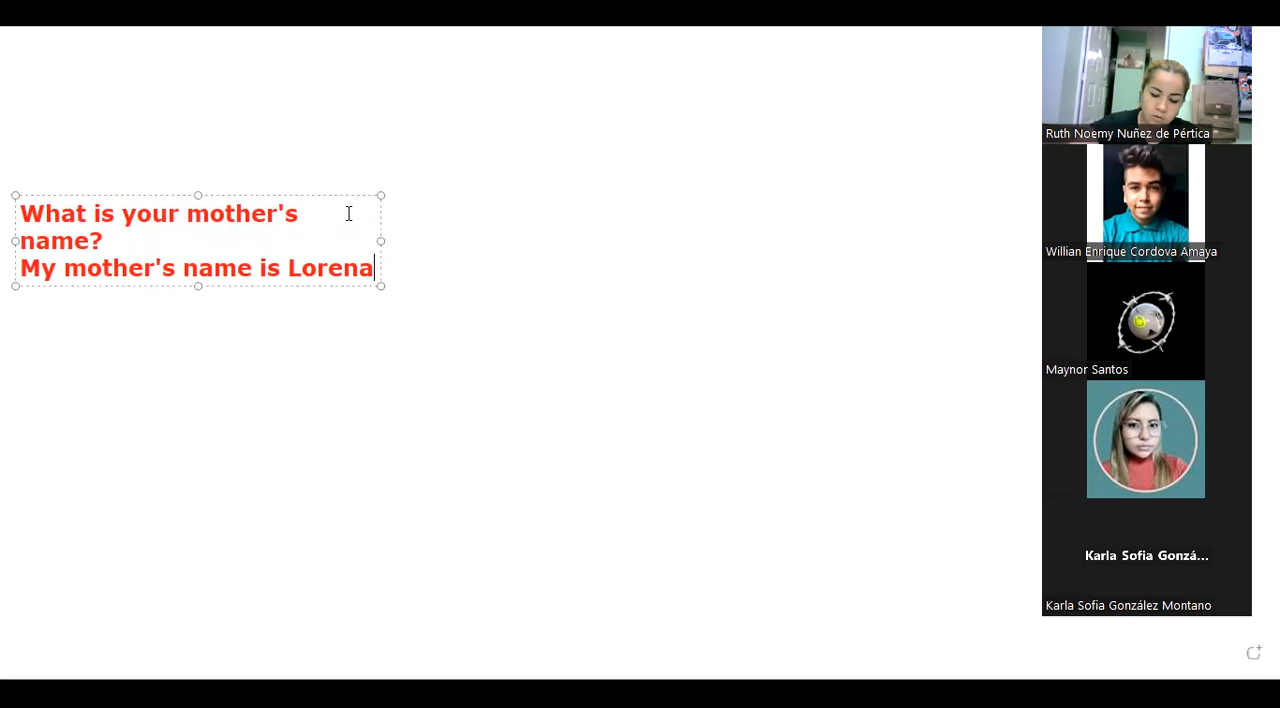 What is your mother's
name?
My mother's name is Lorena
Ruth Noemy Nuñez de Pértica
Willian Enrique Cordova Amaya
Maynor Santos
Karla Sofia Gonzá...
Karla Sofia González Montano